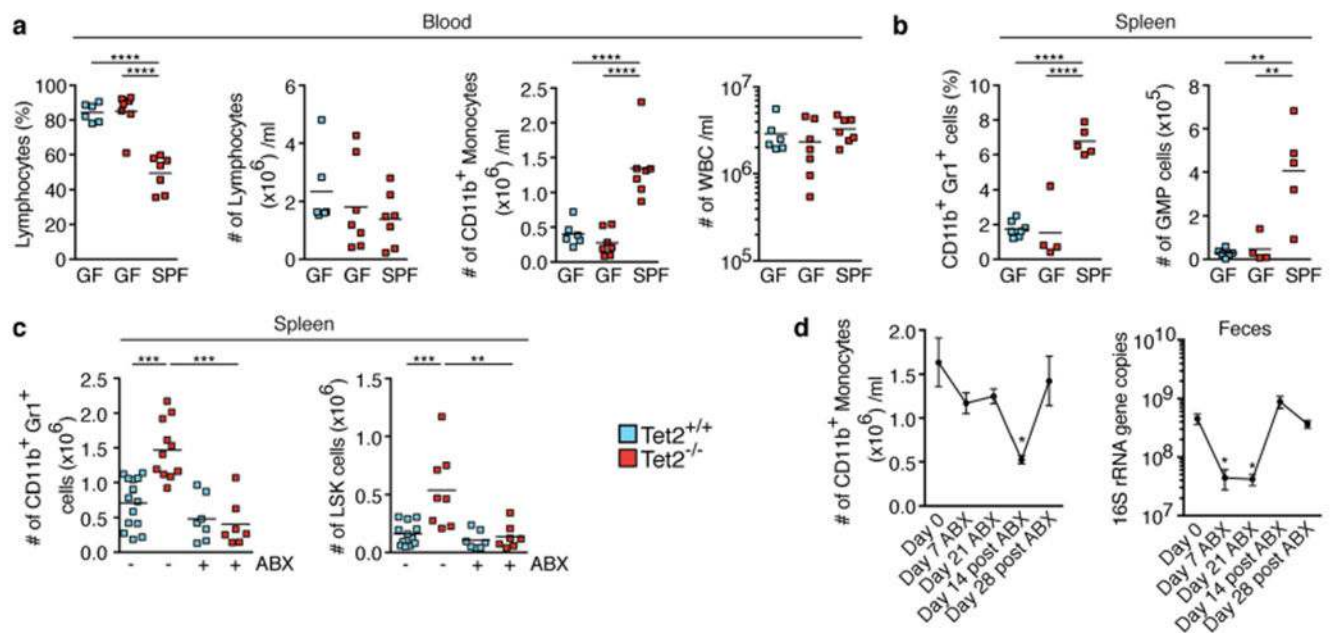 a
Blood
****
****
Lymphocytes (%)
100
80
60
40
20
0
GF GF SPF
# of Lymphocytes
(x10⁶) /ml
6
4
2
0
GF GF SPF
****
****
# of CD11b⁺ Monocytes
(x10⁶) /ml
2.5
2.0
1.5
1.0
0.5
0.0
GF GF SPF
# of WBC /ml
10⁷
10⁶
10⁵
GF GF SPF
b
Spleen
****
****
CD11b⁺ Gr1⁺ cells (%)
10
8
6
4
2
0
GF GF SPF
**
**
# of GMP cells (x10⁵)
8
6
4
2
0
GF GF SPF
c
Spleen
*** ***
# of CD11b⁺ Gr1⁺
cells (x10⁶)
2.5
2.0
1.5
1.0
0.5
0.0
- - + +
*** **
# of LSK cells (x10⁶)
1.5
1.0
0.5
0.0
- - + + ABX
ABX
Tet2⁺/⁺
Tet2⁻/⁻
d
# of CD11b⁺ Monocytes
(x10⁶) /ml
2.0
1.5
1.0
0.5
0.0
*
Day 0
Day 7 ABX
Day 21 ABX
Day 14 post ABX
Day 28 post ABX
Feces
16S rRNA gene copies
10¹⁰
10⁹
10⁸
10⁷
* *
Day 0
Day 7 ABX
Day 21 ABX
Day 14 post ABX
Day 28 post ABX